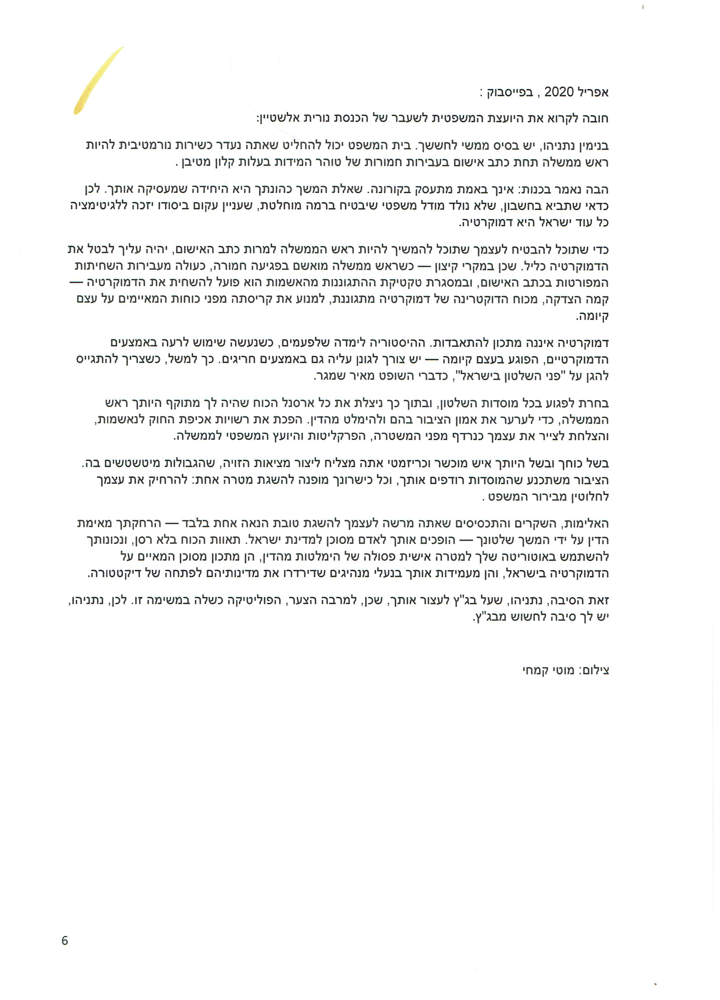 אפריל 2020 , בפייסבוק :
חובה לקרוא את היועצת המשפטית לשעבר של הכנסת נורית אלשטיין:
בנימין נתניהו, יש בסיס ממשי לחששך. בית המשפט יכול להחליט שאתה נעדר כשירות נורמטיבית להיות
ראש ממשלה תחת כתב אישום בעבירות חמורות של טוהר המידות בעלות קלון מטיבן .
הבה נאמר בכנות: אינך באמת מתעסק בקורונה. שאלת המשך כהונתך היא היחידה שמעסיקה אותך. לכן
כדאי שתביא בחשבון, שלא נולד מודל משפטי שיבטיח ברמה מוחלטת, שעניין עקום ביסודו יזכה ללגיטימציה
כל עוד ישראל היא דמוקרטיה.
כדי שתוכל להבטיח לעצמך שתוכל להמשיך להיות ראש הממשלה למרות כתב האישום, יהיה עליך לבטל את
הדמוקרטיה כליל. שכן במקרי קיצון — כשראש ממשלה מואשם בפגיעה חמורה, כעולה מעבירות השחיתות
המפורטות בכתב האישום, ובמסגרת טקטיקת ההתגוננות מהאשמות הוא פועל להשחית את הדמוקרטיה —
קמה הצדקה, מכוח הדוקטרינה של דמוקרטיה מתגוננת, למנוע את קריסתה מפני כוחות המאיימים על עצם
קיומה.
דמוקרטיה איננה מתכון להתאבדות. ההיסטוריה לימדה שלפעמים, כשנעשה שימוש לרעה באמצעים
הדמוקרטיים, הפוגע בעצם קיומה — יש צורך לגונן עליה גם באמצעים חריגים. כך למשל, כשצריך להתגייס
להגן על "פני השלטון בישראל", כדברי השופט מאיר שמגר.
בחרת לפגוע בכל מוסדות השלטון, ובתוך כך ניצלת את כל ארסנל הכוח שהיה לך מתוקף היותך ראש
הממשלה, כדי לערער את אמון הציבור בהם ולהימלט מהדין. הפכת את רשויות אכיפת החוק לנאשמות,
והצלחת לצייר את עצמך כנרדף מפני המשטרה, הפרקליטות והיועץ המשפטי לממשלה.
בשל כוחך ובשל היותך איש מוכשר וכריזמטי אתה מצליח ליצור מציאות הזויה, שהגבולות מיטשטשים בה.
הציבור משתכנע שהמוסדות רודפים אותך, וכל כישרונך מופנה להשגת מטרה אחת: להרחיק את עצמך
לחלוטין מבירור המשפט .
האלימות, השקרים והתכסיסים שאתה מרשה לעצמך להשגת טובת הנאה אחת בלבד — הרחקתך מאימת
הדין על ידי המשך שלטונך — הופכים אותך לאדם מסוכן למדינת ישראל. תאוות הכוח בלא רסן, ונכונותך
להשתמש באוטוריטה שלך למטרה אישית פסולה של הימלטות מהדין, הן מתכון מסוכן המאיים על
הדמוקרטיה בישראל, והן מעמידות אותך בנעלי מנהיגים שדירדרו את מדינותיהם לפתחה של דיקטטורה.
זאת הסיבה, נתניהו, שעל בג"ץ לעצור אותך, שכן, למרבה הצער, הפוליטיקה כשלה במשימה זו. לכן, נתניהו,
יש לך סיבה לחשוש מבג"ץ.
צילום: מוטי קמחי
6